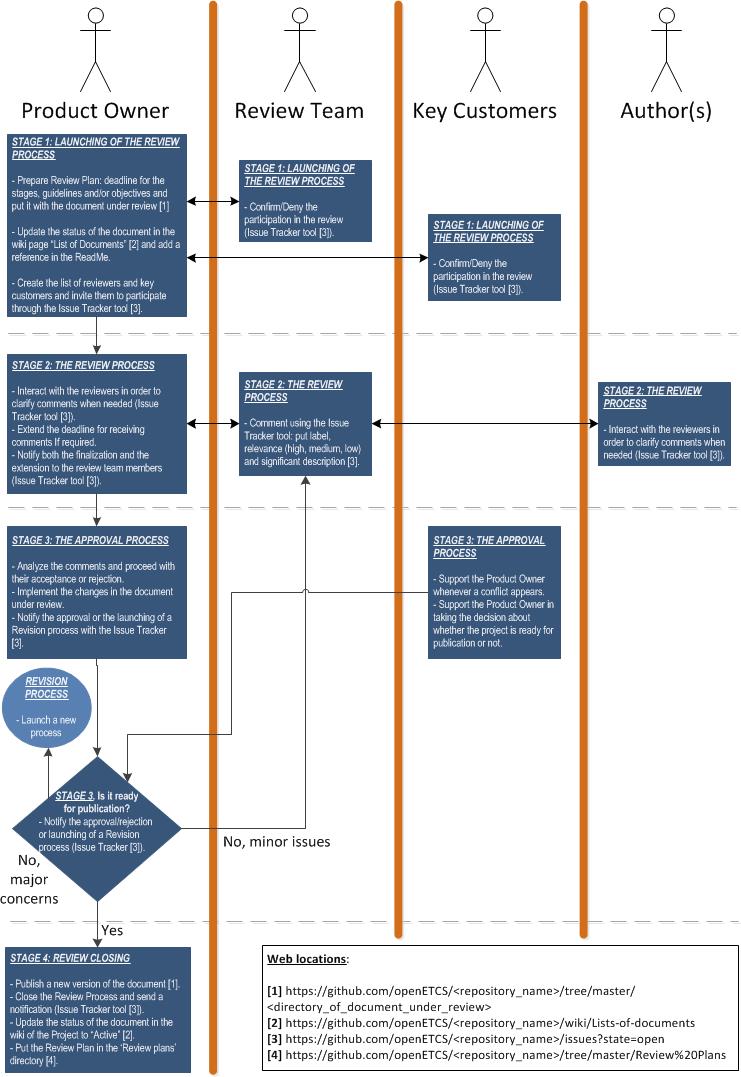 Product Owner
Review Team
Key Customers
Author(s)
STAGE 1: LAUNCHING OF THE REVIEW
PROCESS
- Prepare Review Plan: deadline for the
stages, guidelines and/or objectives and
put it with the document under review [1]
- Update the status of the document in the
wiki page “List of Documents” [2] and add a
reference in the ReadMe.
- Create the list of reviewers and key
customers and invite them to participate
through the Issue Tracker tool [3].
STAGE 1: LAUNCHING OF
THE REVIEW PROCESS
- Confirm/Deny the
participation in the review
(Issue Tracker tool [3]).
STAGE 1: LAUNCHING OF
THE REVIEW PROCESS
- Confirm/Deny the
participation in the review
(Issue Tracker tool [3]).
STAGE 2: THE REVIEW PROCESS
- Interact with the reviewers in order to
clarify comments when needed (Issue
Tracker tool [3]).
- Extend the deadline for receiving
comments If required.
- Notify both the finalization and the
extension to the review team members
(Issue Tracker tool [3]).
STAGE 2: THE REVIEW
PROCESS
- Comment using the Issue
Tracker tool: put label,
relevance (high, medium, low)
and significant description [3].
STAGE 2: THE REVIEW
PROCESS
- Interact with the reviewers in
order to clarify comments when
needed (Issue Tracker tool [3]).
STAGE 3: THE APPROVAL PROCESS
- Analyze the comments and proceed with
their acceptance or rejection.
- Implement the changes in the document
under review.
- Notify the approval or the launching of a
Revision process with the Issue Tracker
[3].
STAGE 3: THE APPROVAL
PROCESS
- Support the Product Owner
whenever a conflict appears.
- Support the Product Owner in
taking the decision about
whether the project is ready for
publication or not.
REVISION
PROCESS
- Launch a new
process
STAGE 3. Is it ready
for publication?
- Notify the approval/rejection
or launching of a Revision
process (Issue Tracker [3]).
No, minor issues
No,
major
concerns
Yes
STAGE 4: REVIEW CLOSING
- Publish a new version of the document [1].
- Close the Review Process and send a
notification (Issue Tracker tool [3]).
- Update the status of the document in the
wiki of the Project to “Active” [2].
- Put the Review Plan in the ‘Review plans’
directory [4].
Web locations:
[1] https://github.com/openETCS/<repository_name>/tree/master/
<directory_of_document_under_review>
[2] https://github.com/openETCS/<repository_name>/wiki/Lists-of-documents
[3] https://github.com/openETCS/<repository_name>/issues?state=open
[4] https://github.com/openETCS/<repository_name>/tree/master/Review%20Plans